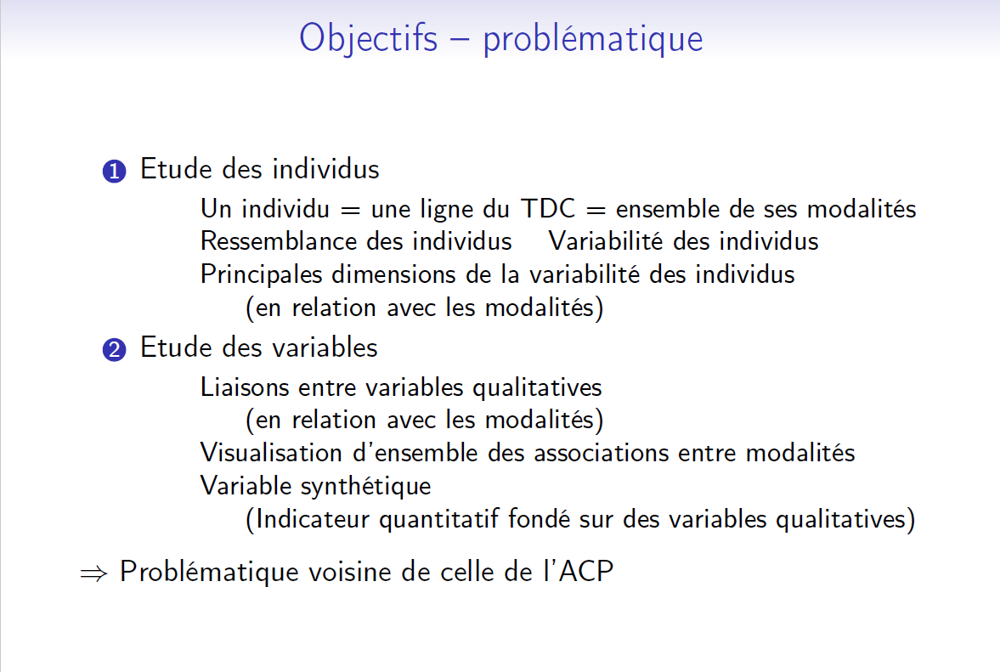 Objectifs – problématique
1 Etude des individus
Un individu = une ligne du TDC = ensemble de ses modalités
Ressemblance des individus Variabilité des individus
Principales dimensions de la variabilité des individus
(en relation avec les modalités)
2 Etude des variables
Liaisons entre variables qualitatives
(en relation avec les modalités)
Visualisation d'ensemble des associations entre modalités
Variable synthétique
(Indicateur quantitatif fondé sur des variables qualitatives)
⇒ Problématique voisine de celle de l'ACP